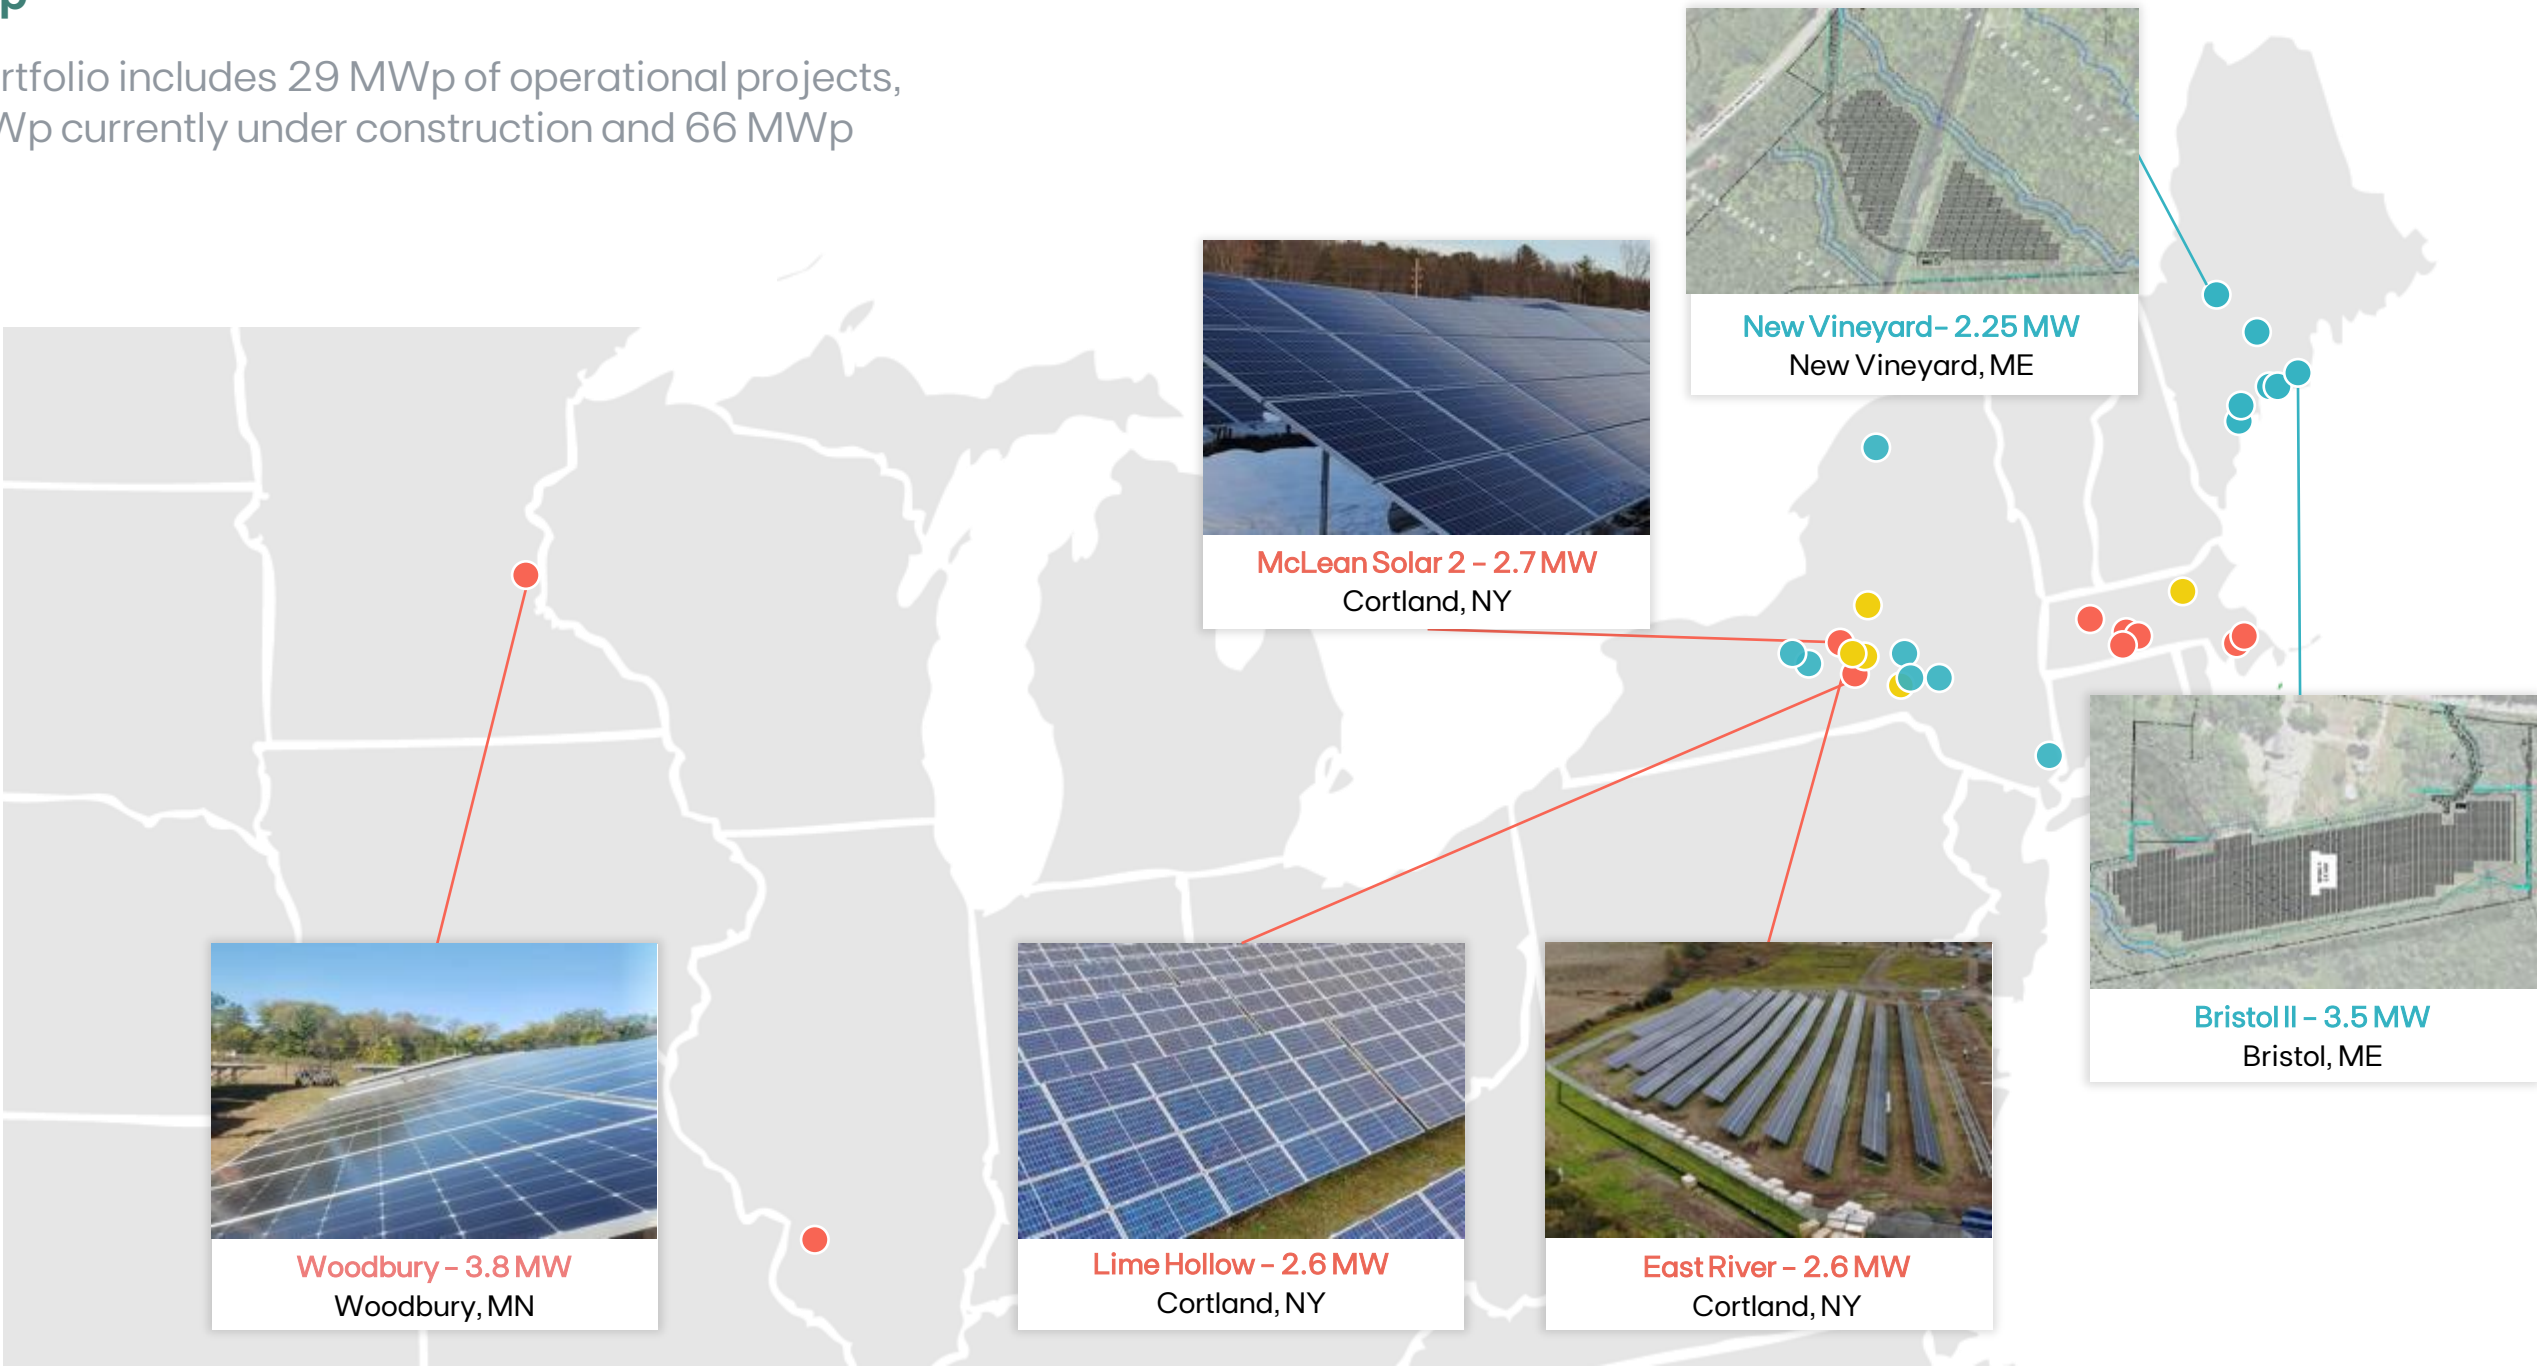 p
rtfolio includes 29 MWp of operational projects,
Wp currently under construction and 66 MWp
New Vineyard– 2.25 MW
New Vineyard, ME
McLean Solar 2 – 2.7 MW
Cortland, NY
Bristol II – 3.5 MW
Bristol, ME
Woodbury – 3.8 MW
Woodbury, MN
Lime Hollow – 2.6 MW
Cortland, NY
East River – 2.6 MW
Cortland, NY